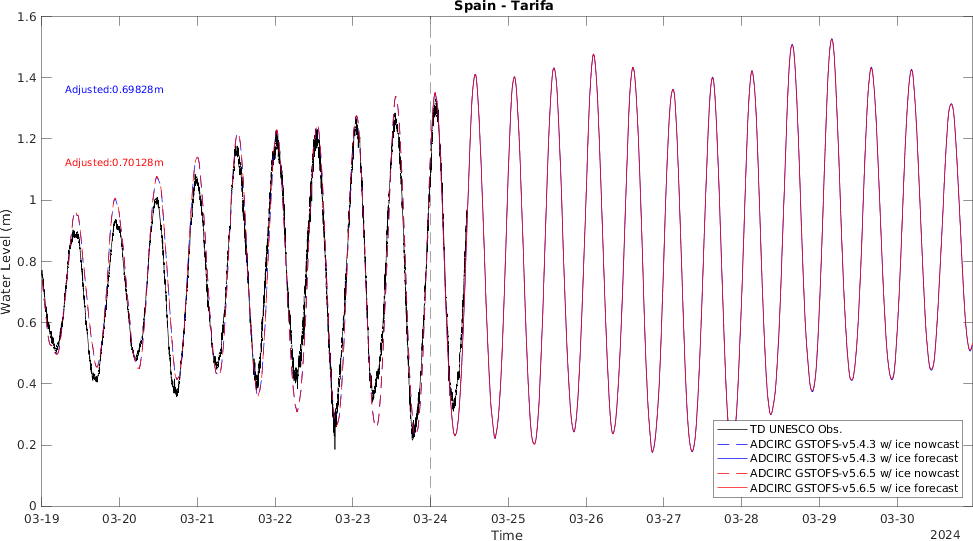 Spain - Tarifa
1.6
1.4
1.2
1
0.8
0.6
0.4
0.2
0
Water Level (m)
Adjusted:0.69828m
Adjusted:0.70128m
TD UNESCO Obs.
ADCIRC GSTOFS-v5.4.3 w/ ice nowcast
ADCIRC GSTOFS-v5.4.3 w/ ice forecast
ADCIRC GSTOFS-v5.6.5 w/ ice nowcast
ADCIRC GSTOFS-v5.6.5 w/ ice forecast
03-19 03-20 03-21 03-22 03-23 03-24 03-25 03-26 03-27 03-28 03-29 03-30
Time
2024